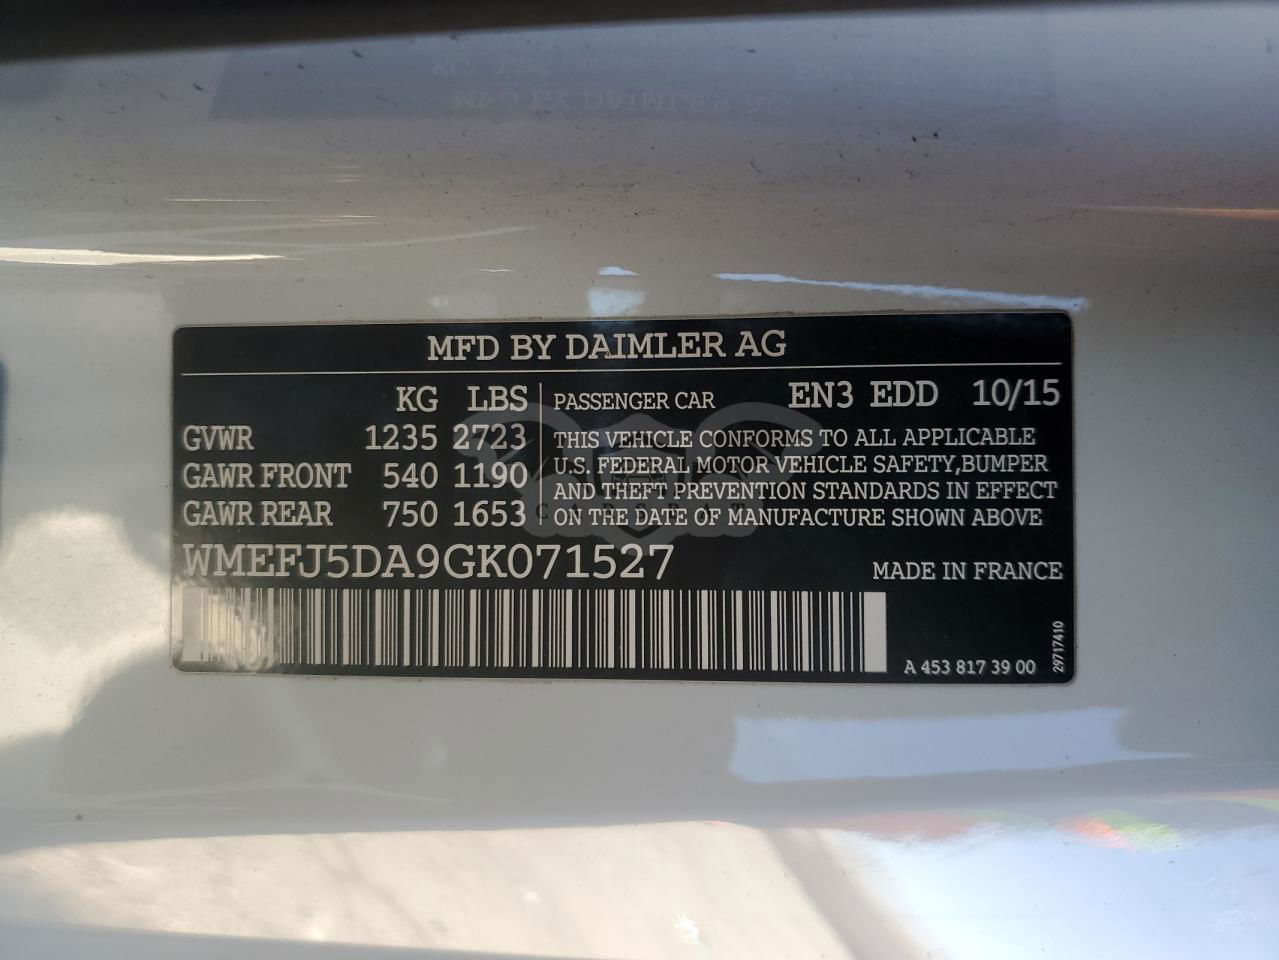 MFD BY DAIMLER AG
KG LBS PASSENGER CAR EN3 EDD 10/15
GVWR 1235 2723 THIS VEHICLE CONFORMS TO ALL APPLICABLE
GAWR FRONT 540 1190 U.S. FEDERAL MOTOR VEHICLE SAFETY,BUMPER
AND THEFT PREVENTION STANDARDS IN EFFECT
GAWR REAR 750 1653 ON THE DATE OF MANUFACTURE SHOWN ABOVE
WMEFJ5DA9GK071527 MADE IN FRANCE
A 453 817 39 00
29717410